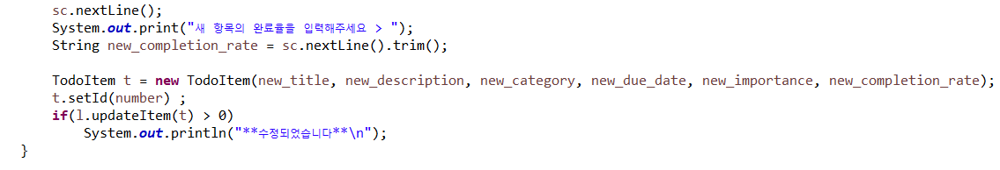 sc.nextLine();
System.out.print("새 항목의 완료율을 입력해주세요 > ");
String new_completion_rate = sc.nextLine().trim();
TodoItem t = new TodoItem(new_title, new_description, new_category, new_due_date, new_importance, new_completion_rate);
t.setId(number) ;
if(l.updateItem(t) > 0)
System.out.println("**수정되었습니다**\n");
}